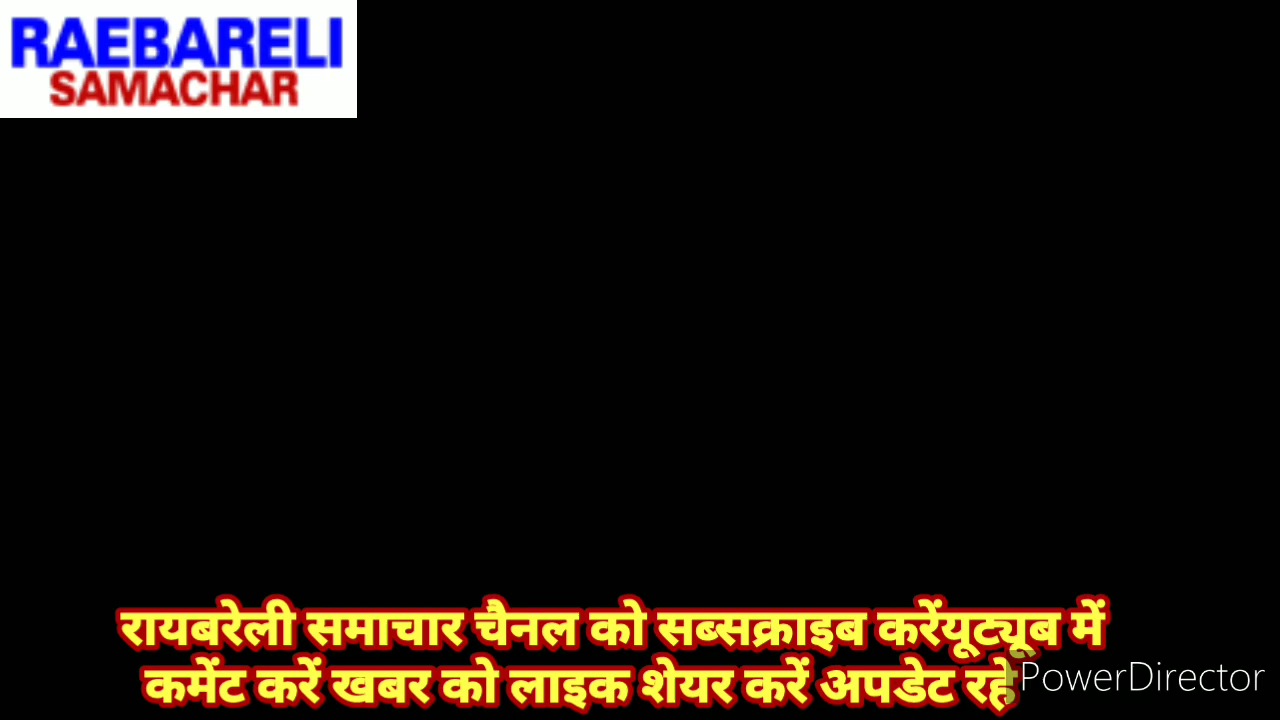 RAEBARELI
SAMACHAR
रायबरेली समाचार चैनल को सब्सक्राइब करेंयूट्यूब में
कमेंट करें खबर को लाइक शेयर करें अपडेट रहे
PowerDirector